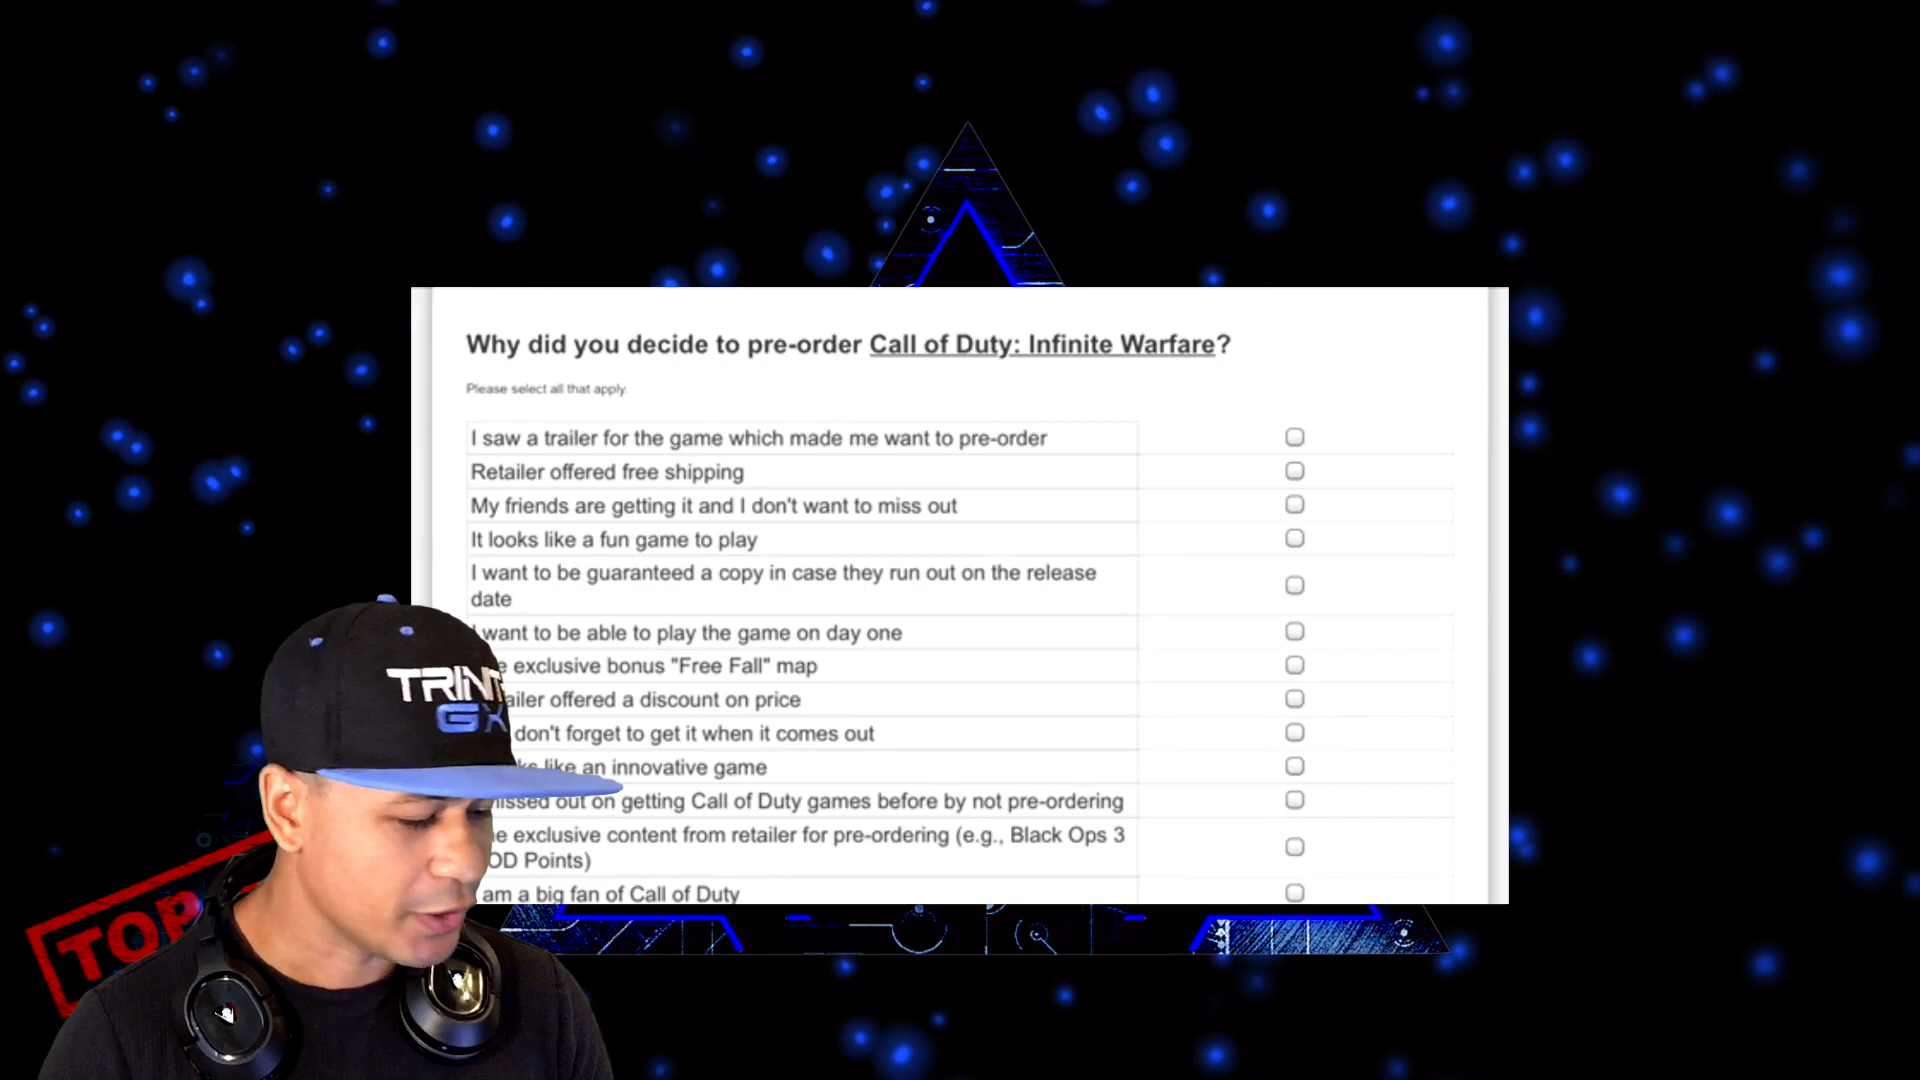 Why did you decide to pre-order Call of Duty: Infinite Warfare?
Please select all that apply.
I saw a trailer for the game which made me want to pre-order
Retailer offered free shipping
My friends are getting it and I don't want to miss out
It looks like a fun game to play
I want to be guaranteed a copy in case they run out on the release
date
I want to be able to play the game on day one
exclusive bonus "Free Fall" map
TRINIT
GX
offered a discount on price
don't forget to get it when it comes out
like an innovative game
out on getting Call of Duty games before by not pre-ordering
exclusive content from retailer for pre-ordering (e.g., Black Ops 3
Points)
am a big fan of Call of Duty
TOP